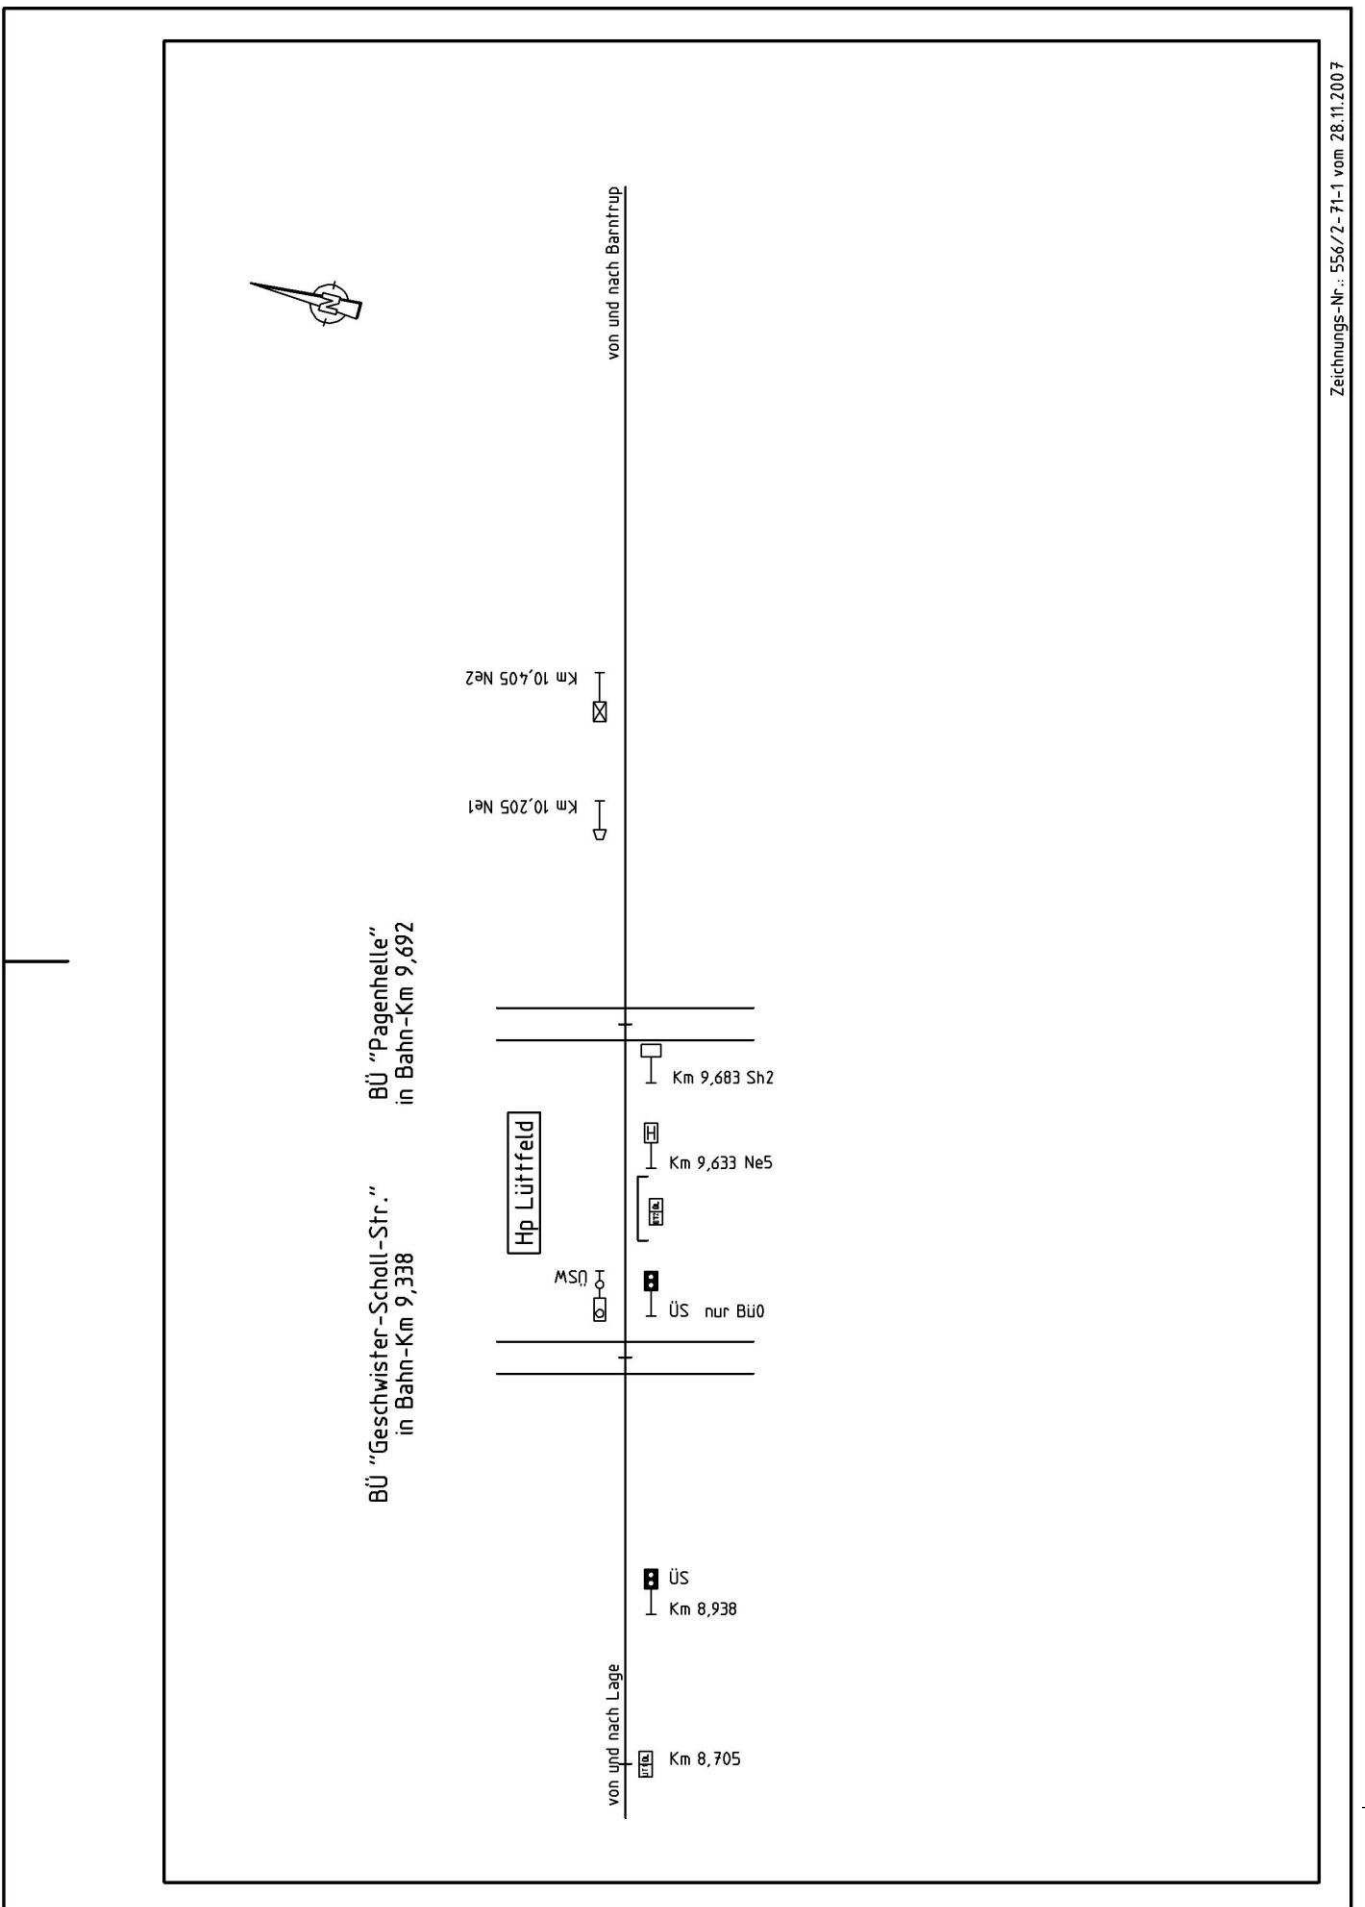 Zeichnungs-Nr.: 556/2-71-1 vom 28.11.2007
N
von und nach Barntrup
Km 10,405 Ne2
Km 10,205 Ne1
BÜ "Pagenhelle"
in Bahn-Km 9,692
Km 9,683 Sh2
Hp Lüttfeld
H
Km 9,633 Ne5
BÜ "Geschwister-Scholl-Str."
in Bahn-Km 9,338
ÜSW
ÜS nur Bü0
ÜS
Km 8,938
von und nach Lage
Km 8,705